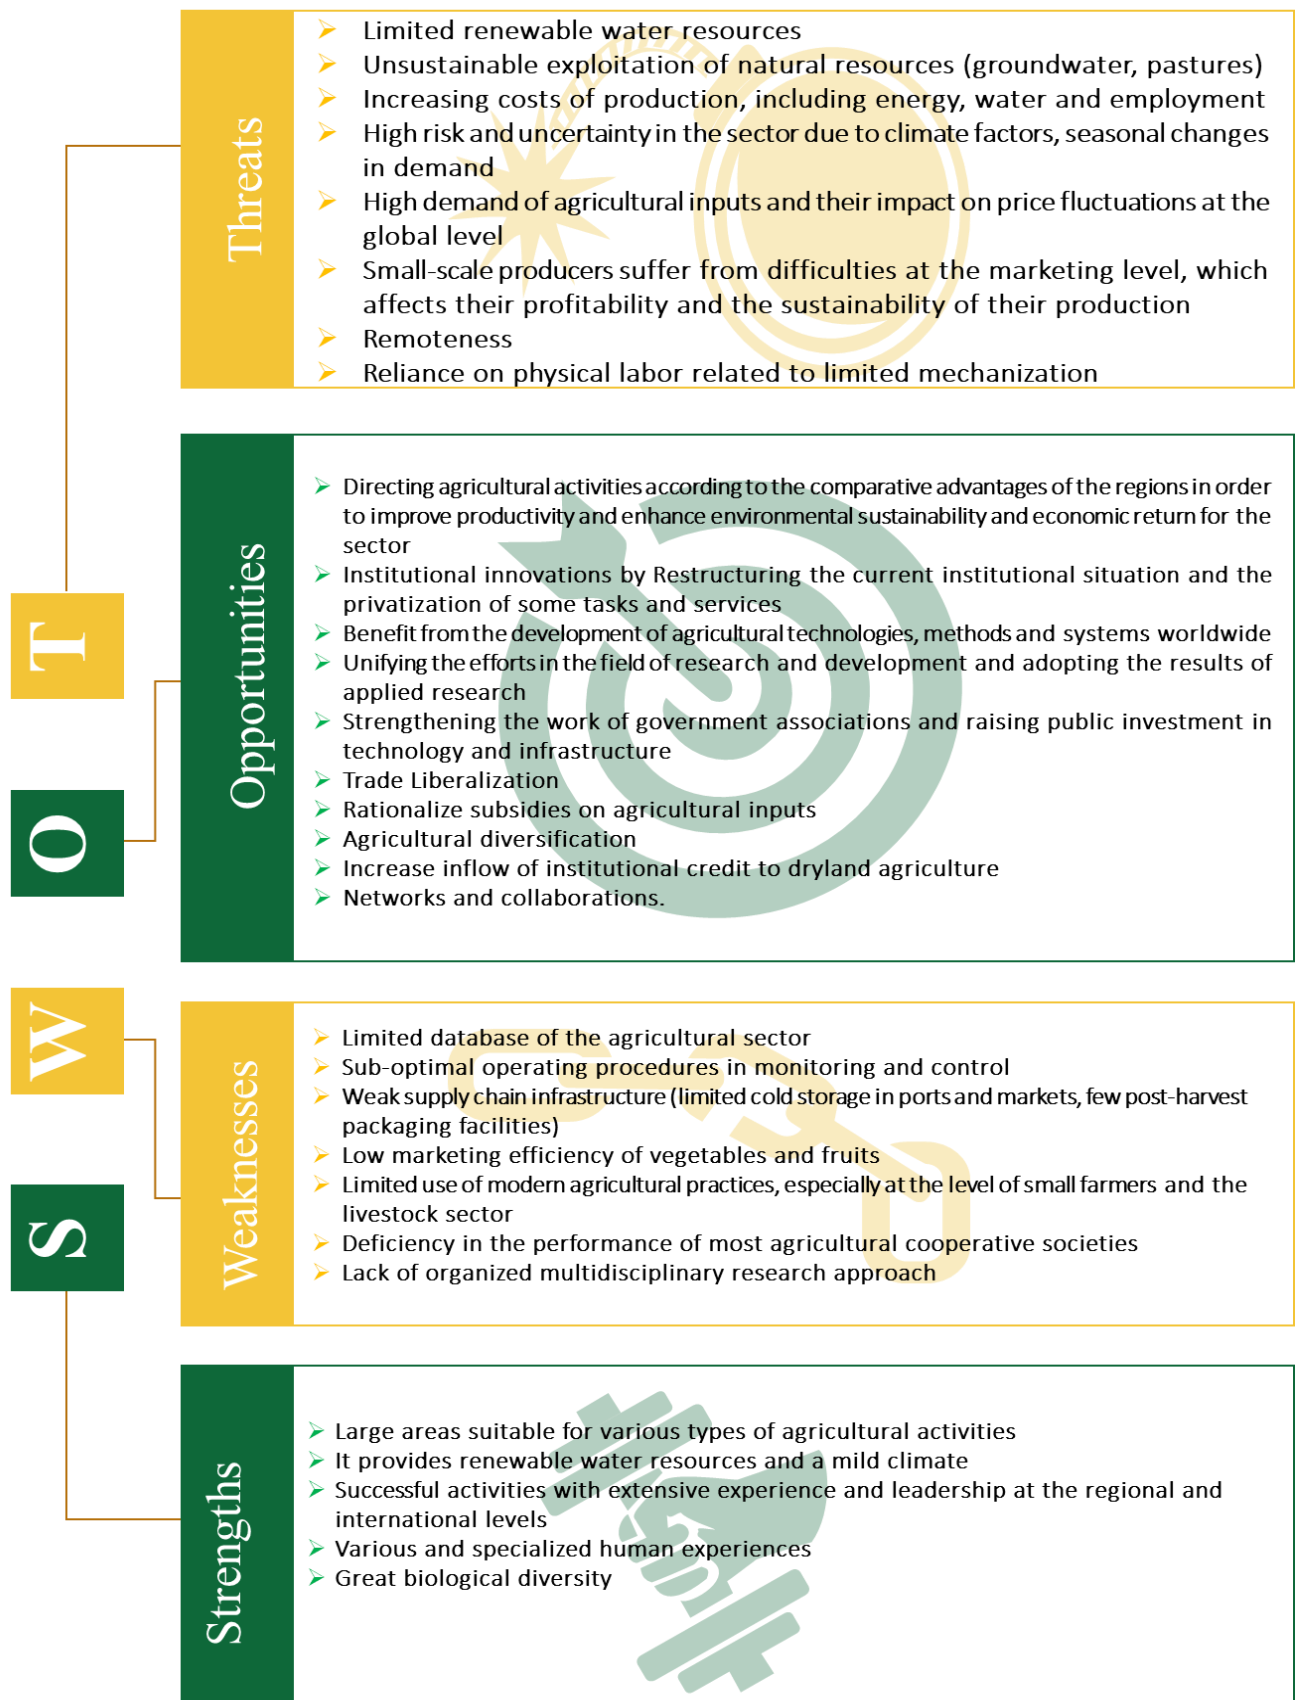 Threats
Limited renewable water resources
Unsustainable exploitation of natural resources (groundwater, pastures)
Increasing costs of production, including energy, water and employment
High risk and uncertainty in the sector due to climate factors, seasonal changes
in demand
High demand of agricultural inputs and their impact on price fluctuations at the
global level
Small-scale producers suffer from difficulties at the marketing level, which
affects their profitability and the sustainability of their production
Remoteness
Reliance on physical labor related to limited mechanization
T
Opportunities
Directing agricultural activities according to the comparative advantages of the regions in order
to improve productivity and enhance environmental sustainability and economic return for the
sector
Institutional innovations by Restructuring the current institutional situation and the
privatization of some tasks and services
Benefit from the development of agricultural technologies, methods and systems worldwide
Unifying the efforts in the field of research and development and adopting the results of
applied research
Strengthening the work of government associations and raising public investment in
technology and infrastructure
Trade Liberalization
Rationalize subsidies on agricultural inputs
Agricultural diversification
Increase inflow of institutional credit to dryland agriculture
Networks and collaborations.
O
W
Weaknesses
Limited database of the agricultural sector
Sub-optimal operating procedures in monitoring and control
Weak supply chain infrastructure (limited cold storage in ports and markets, few post-harvest
packaging facilities)
Low marketing efficiency of vegetables and fruits
Limited use of modern agricultural practices, especially at the level of small farmers and the
livestock sector
Deficiency in the performance of most agricultural cooperative societies
Lack of organized multidisciplinary research approach
S
Strengths
Large areas suitable for various types of agricultural activities
It provides renewable water resources and a mild climate
Successful activities with extensive experience and leadership at the regional and
international levels
Various and specialized human experiences
Great biological diversity